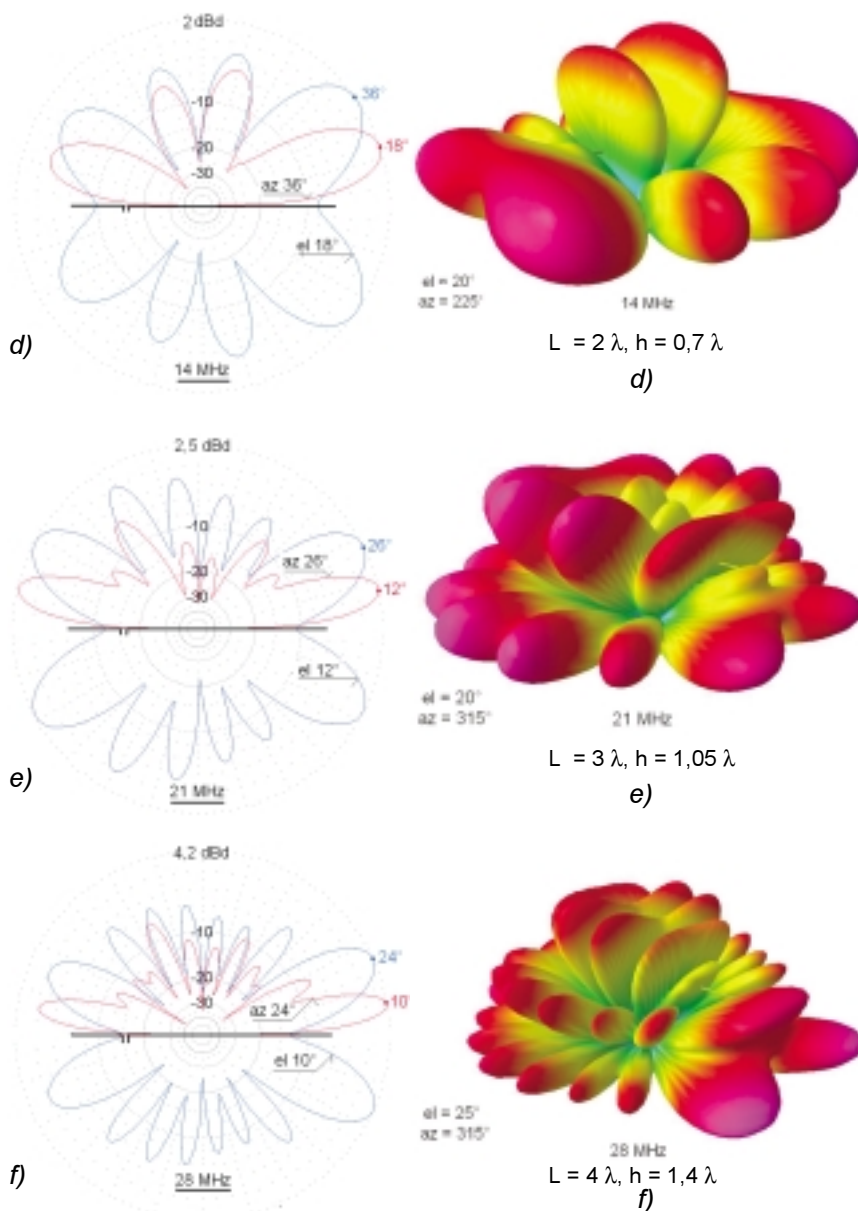 2 dBd
-10
-20
-30
36°
18°
az 36°
el 18°
14 MHz
d)
el = 20°
az = 225°
14 MHz
L = 2 λ, h = 0,7 λ
d)
2,5 dBd
-10
-20
-30
26°
12°
az 26°
el 12°
21 MHz
e)
el = 20°
az = 315°
21 MHz
L = 3 λ, h = 1,05 λ
e)
4,2 dBd
-10
-20
-30
24°
10°
az 24°
el 10°
28 MHz
f)
el = 25°
az = 315°
28 MHz
L = 4 λ, h = 1,4 λ
f)